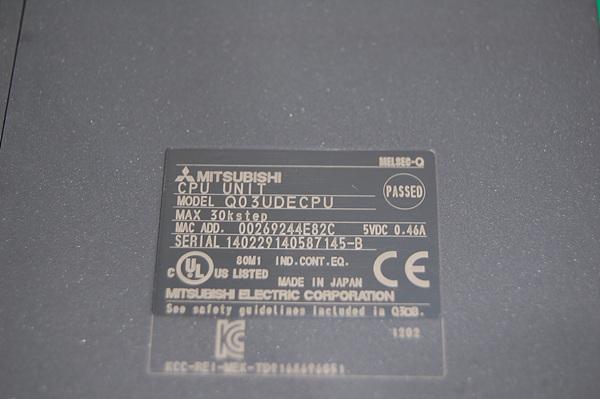 MELSEC-Q
MITSUBISHI
CPU UNIT
PASSED
MODEL Q03UDECPU
MAX 30kstep
MAC ADD. 00269244E82C 5VDC 0.46A
SERIAL 140229140587145-B
80M1 IND.CONT.EQ.
C UL US LISTED
CE
MADE IN JAPAN
MITSUBISHI ELECTRIC CORPORATION
See safety guidelines included in
1202